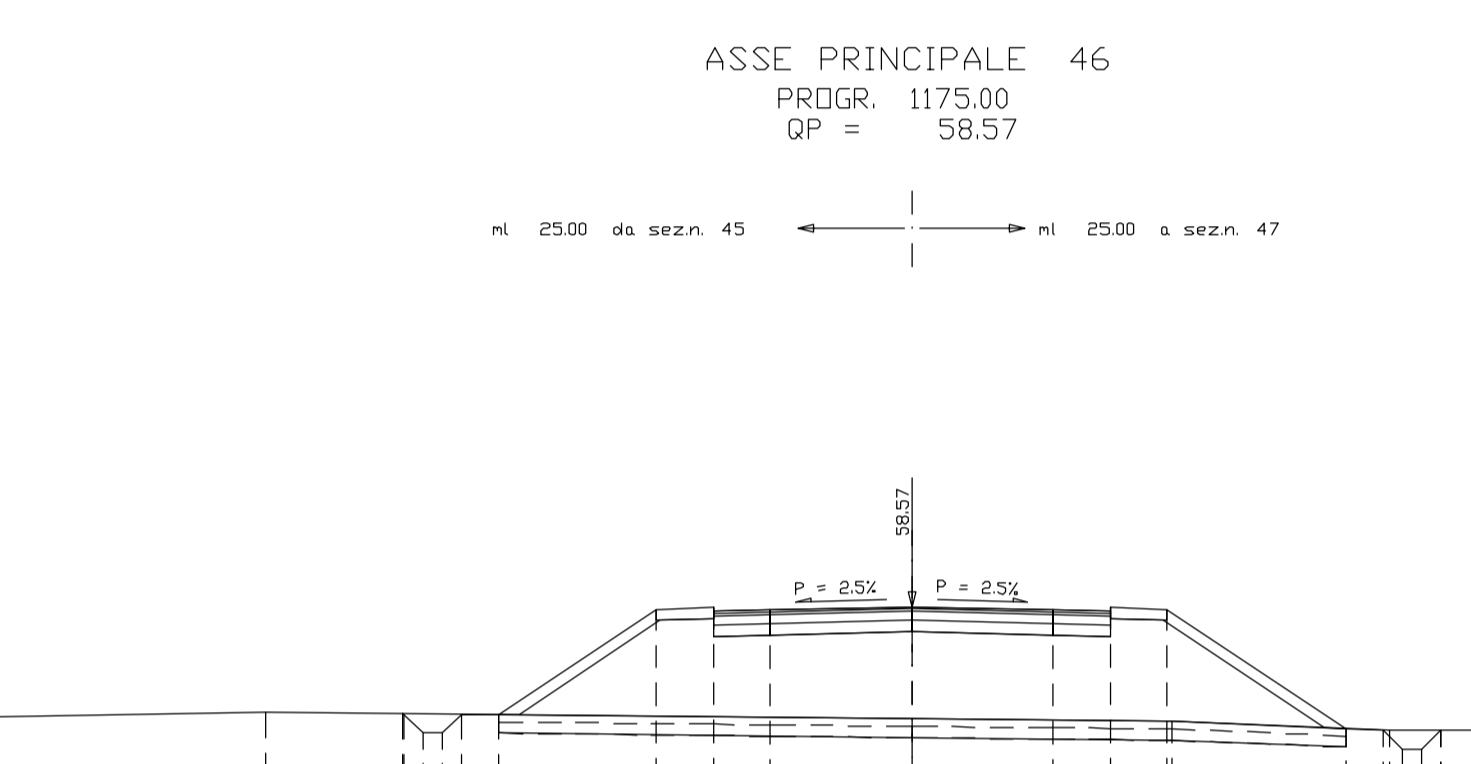 ASSE PRINCIPALE 46
PROGR. 1175.00
QP = 58.57
ml 25.00 da sez.n. 45
ml 25.00 a sez.n. 47
58.57
P = 2.5%
P = 2.5%